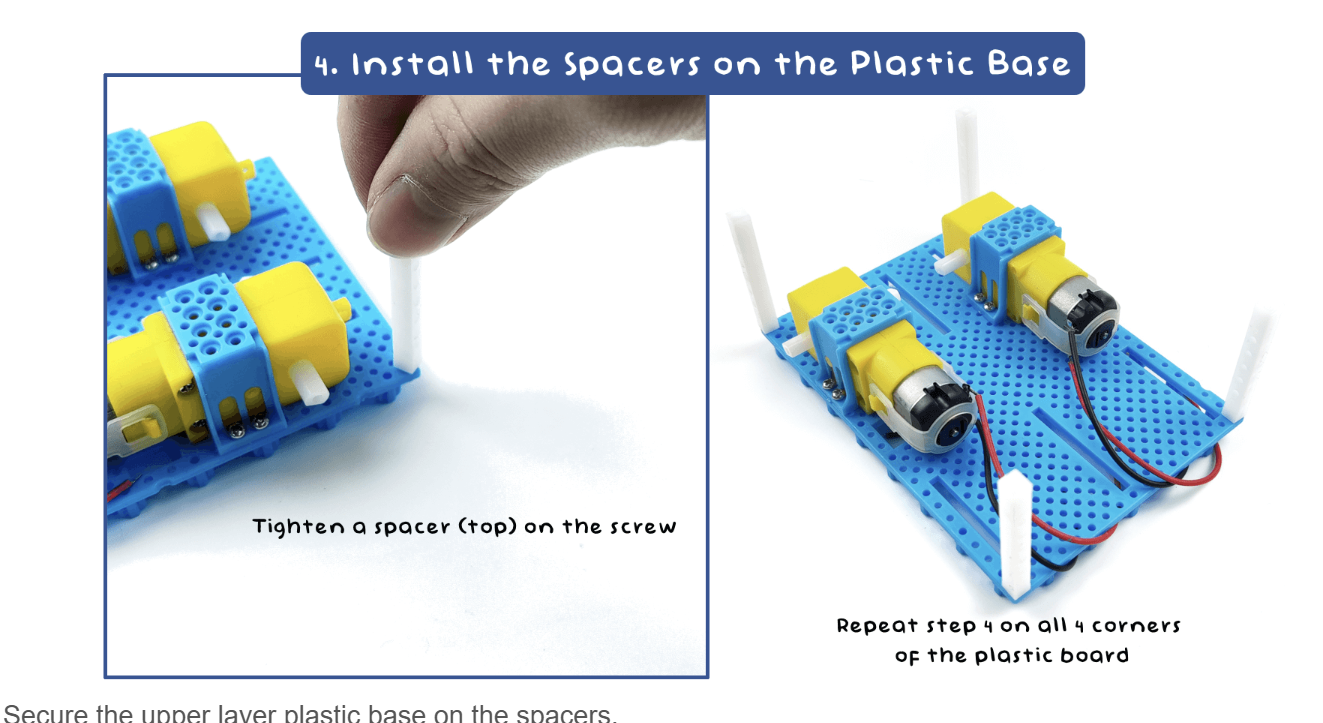 4. Install the Spacers on the Plastic Base
Tighten a spacer (top) on the screw
Repeat step 4 on all 4 corners
of the plastic board
Secure the upper layer plastic base on the spacers.